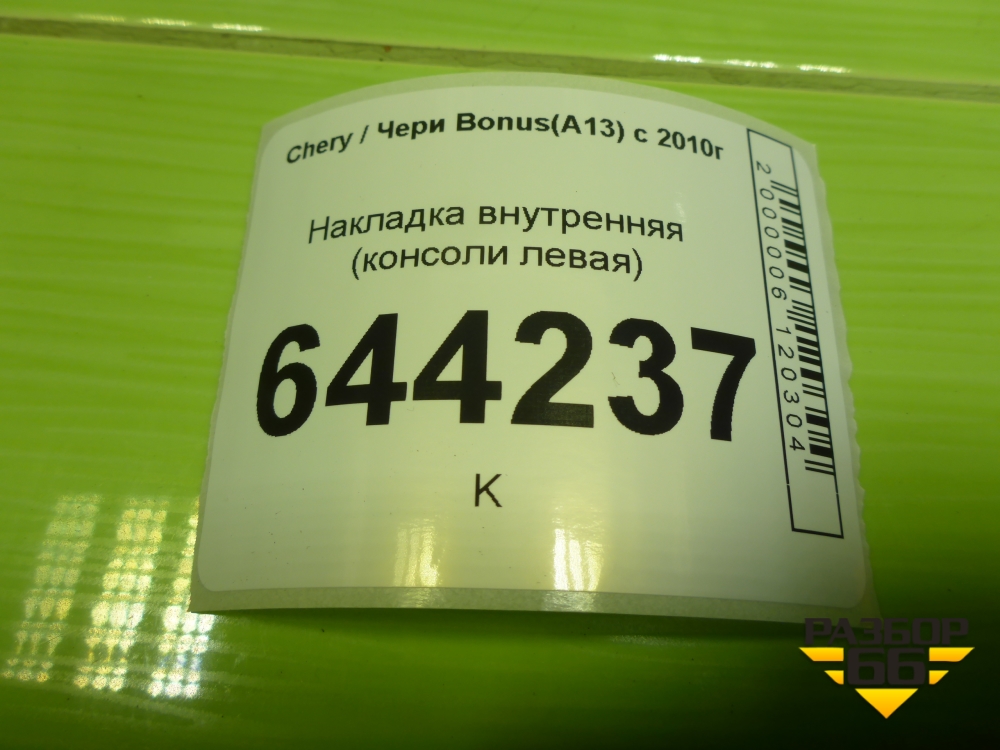 Chery / Чери Bonus(A13) с 2010г
Накладка внутренняя
(консоли левая)
644237
К
2000006120304
РАЗБОР
66